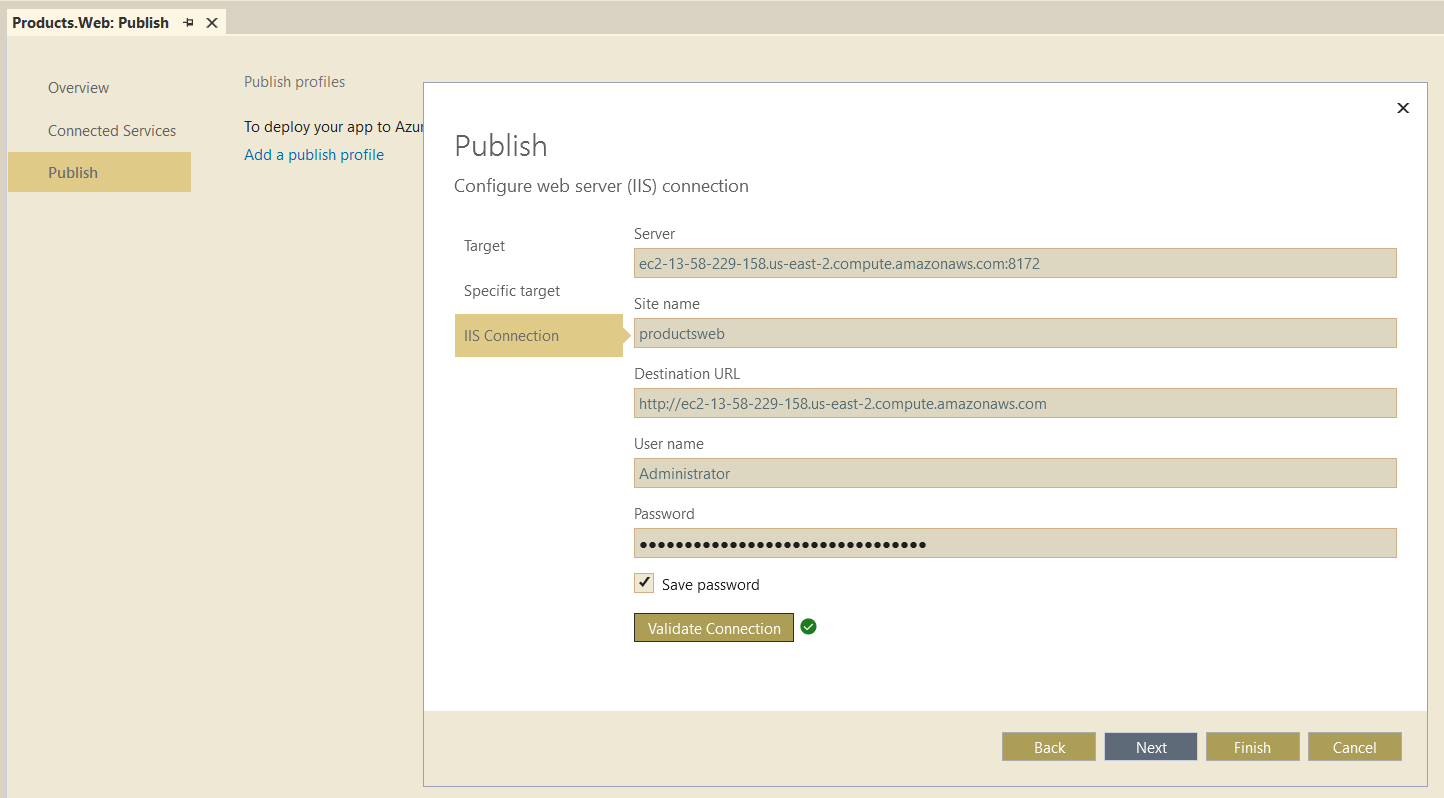 Products.Web: Publish
Overview
Connected Services
Publish
Publish profiles
To deploy your app to Azur
Add a publish profile
Publish
Configure web server (IIS) connection
Target
Specific target
IIS Connection
Server
ec2-13-58-229-158.us-east-2.compute.amazonaws.com:8172
Site name
productsweb
Destination URL
http://ec2-13-58-229-158.us-east-2.compute.amazonaws.com
User name
Administrator
Password
●●●●●●●●●●●●●●●●●●●●●●●●●●●●●●●●
Save password
Validate Connection
Back Next Finish Cancel